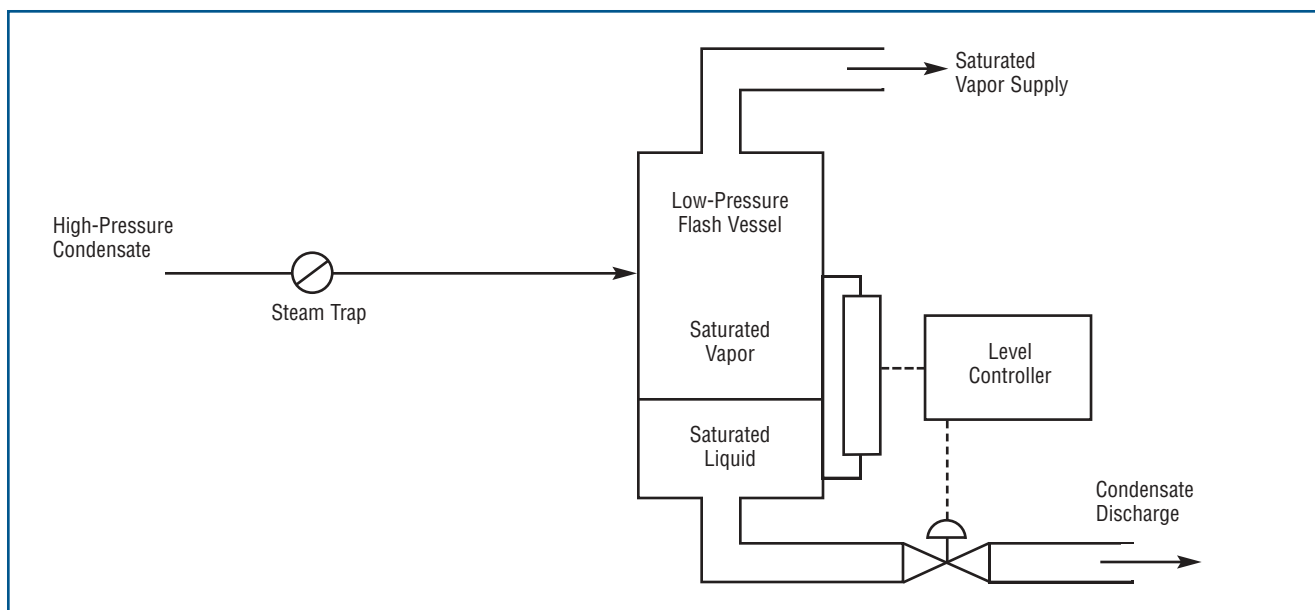 Saturated
Vapor Supply
Low-Pressure
Flash Vessel
High-Pressure
Condensate
Steam Trap
Saturated
Vapor
Level
Controller
Saturated
Liquid
Condensate
Discharge